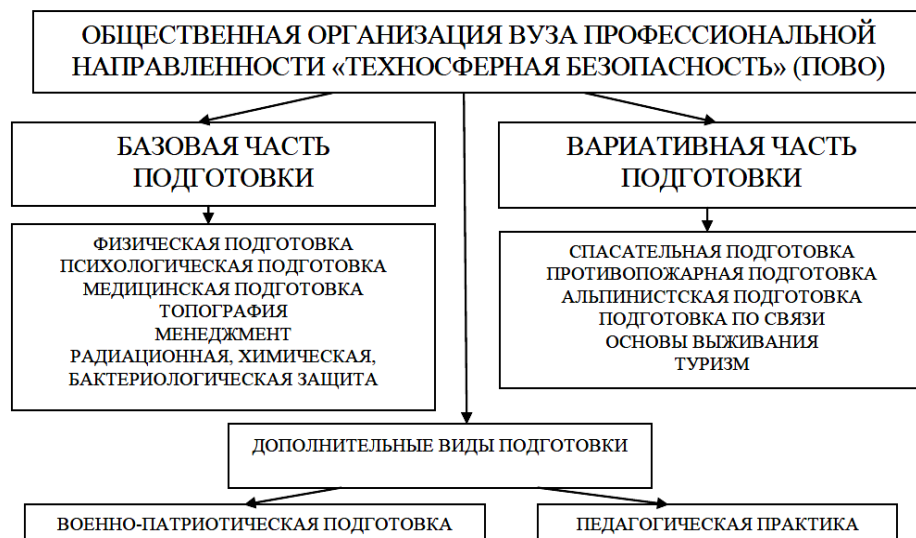 ОБЩЕСТВЕННАЯ ОРГАНИЗАЦИЯ ВУЗА ПРОФЕССИОНАЛЬНОЙ
НАПРАВЛЕННОСТИ «ТЕХНОСФЕРНАЯ БЕЗОПАСНОСТЬ» (ПОВО)
БАЗОВАЯ ЧАСТЬ
ПОДГОТОВКИ
ФИЗИЧЕСКАЯ ПОДГОТОВКА
ПСИХОЛОГИЧЕСКАЯ ПОДГОТОВКА
МЕДИЦИНСКАЯ ПОДГОТОВКА
ТОПОГРАФИЯ
МЕНЕДЖМЕНТ
РАДИАЦИОННАЯ, ХИМИЧЕСКАЯ,
БАКТЕРИОЛОГИЧЕСКАЯ ЗАЩИТА
ВАРИАТИВНАЯ ЧАСТЬ
ПОДГОТОВКИ
СПАСАТЕЛЬНАЯ ПОДГОТОВКА
ПРОТИВОПОЖАРНАЯ ПОДГОТОВКА
АЛЬПИНИСТСКАЯ ПОДГОТОВКА
ПОДГОТОВКА ПО СВЯЗИ
ОСНОВЫ ВЫЖИВАНИЯ
ТУРИЗМ
ДОПОЛНИТЕЛЬНЫЕ ВИДЫ ПОДГОТОВКИ
ВОЕННО-ПАТРИОТИЧЕСКАЯ ПОДГОТОВКА
ПЕДАГОГИЧЕСКАЯ ПРАКТИКА